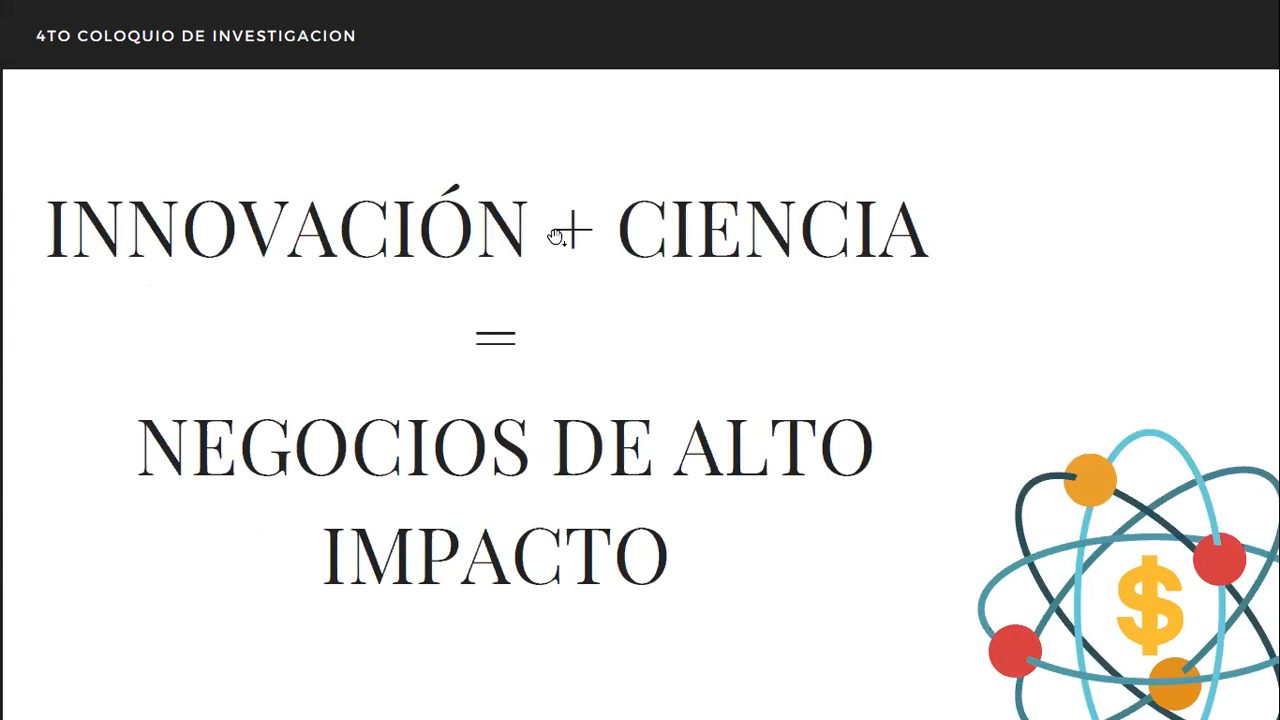 4TO COLOQUIO DE INVESTIGACION
INNOVACIÓN + CIENCIA
=
NEGOCIOS DE ALTO
IMPACTO
$